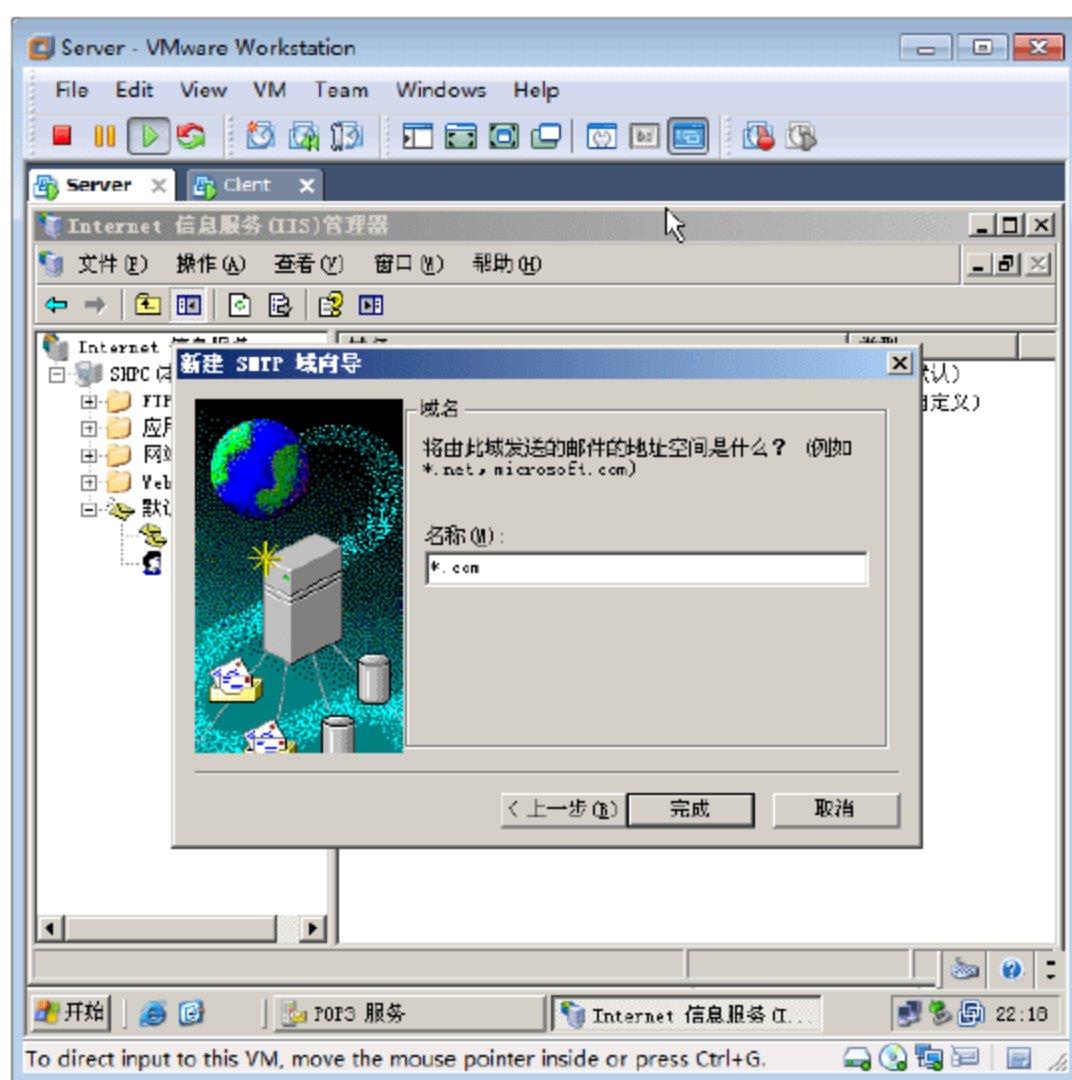 Server - VMware Workstation
File Edit View VM Team Windows Help
Server Client
Internet 信息服务(IIS)管理器
文件(F) 操作(A) 查看(V) 窗口(W) 帮助(H)
Internet
SHPC
新建 SMTP 域向导
域名
将由此域发送的邮件的地址空间是什么? (例如
*.net, microsoft.com)
名称(M):
*.com
< 上一步(B) 完成 取消
开始 POP3 服务 Internet 信息服务(I... 22:18
To direct input to this VM, move the mouse pointer inside or press Ctrl+G.